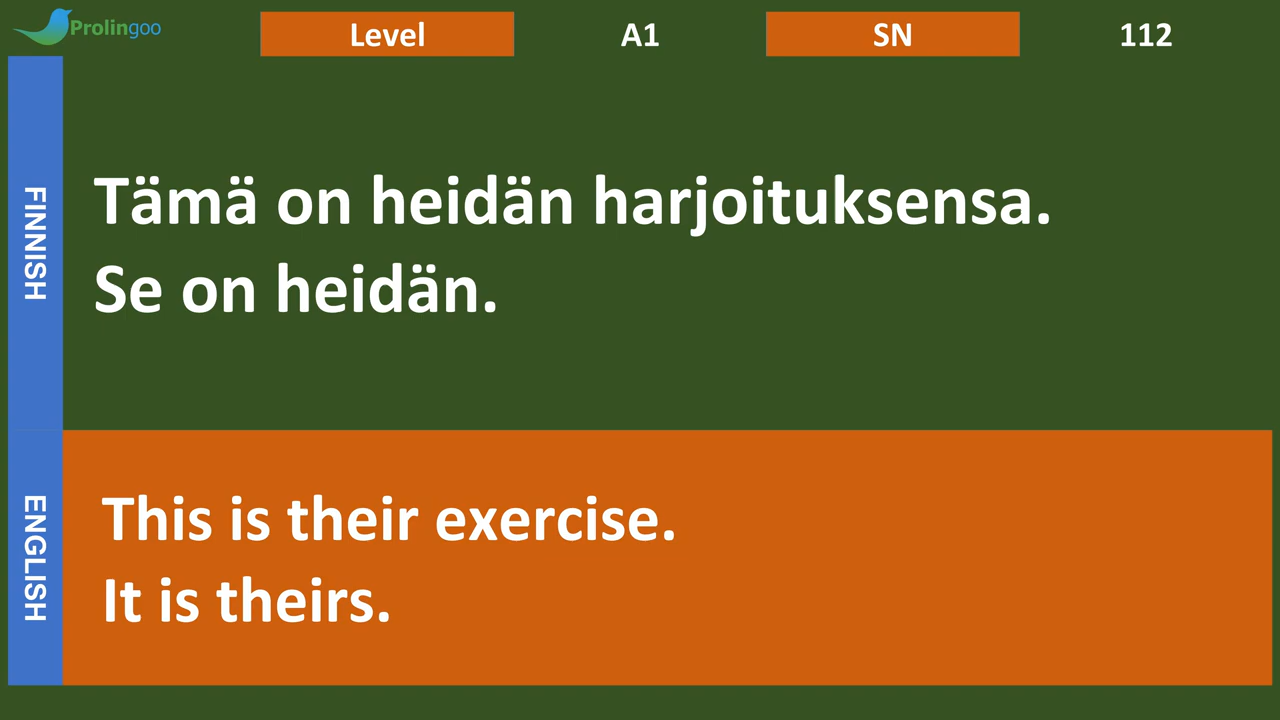 Prolingoo
Level
A1
SN
112
FINNISH
Tämä on heidän harjoituksensa.
Se on heidän.
ENGLISH
This is their exercise.
It is theirs.